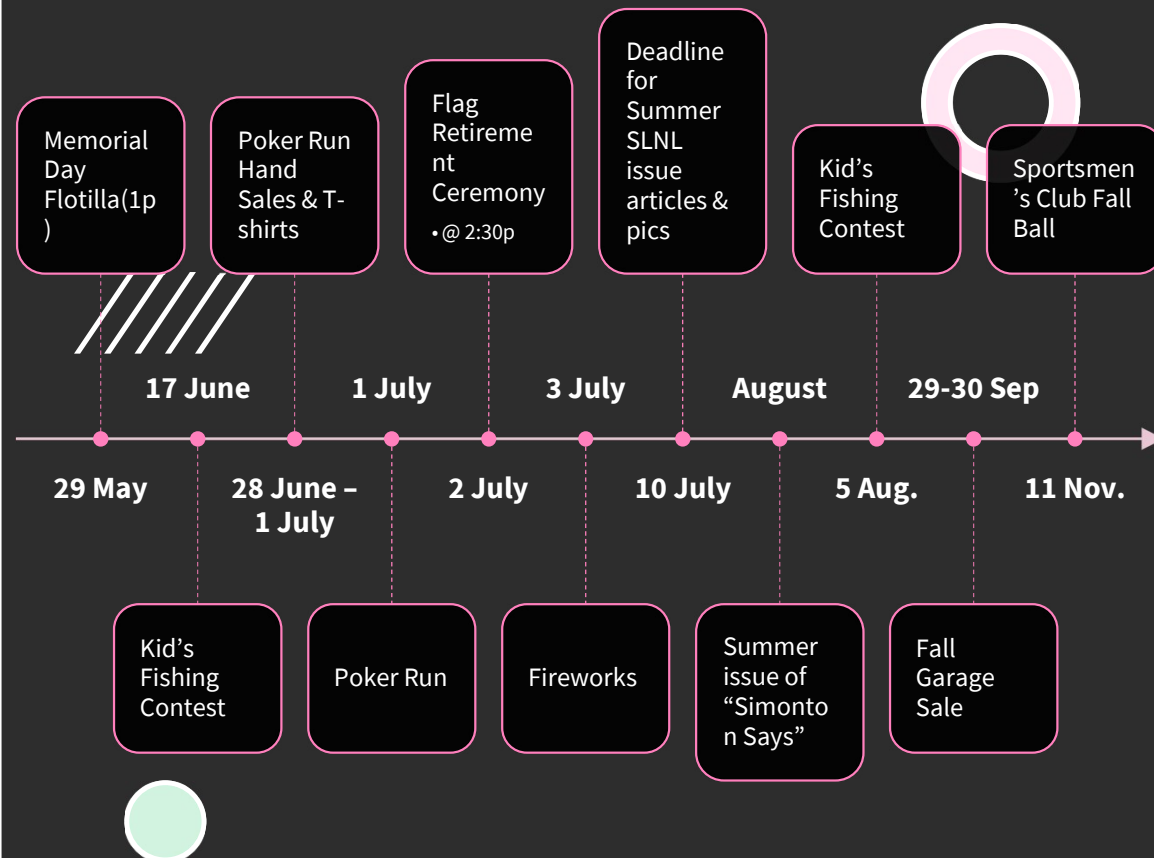 Memorial
Day
Flotilla(1p
)
Poker Run
Hand
Sales & T-
shirts
Flag
Retireme
nt
Ceremony
• @ 2:30p
Deadline
for
Summer
SLNL
issue
articles &
pics
Kid’s
Fishing
Contest
Sportsmen
’s Club Fall
Ball
17 June
1 July
3 July
August
29-30 Sep
29 May
28 June –
1 July
2 July
10 July
5 Aug.
11 Nov.
Kid’s
Fishing
Contest
Poker Run
Fireworks
Summer
issue of
“Simonto
n Says”
Fall
Garage
Sale